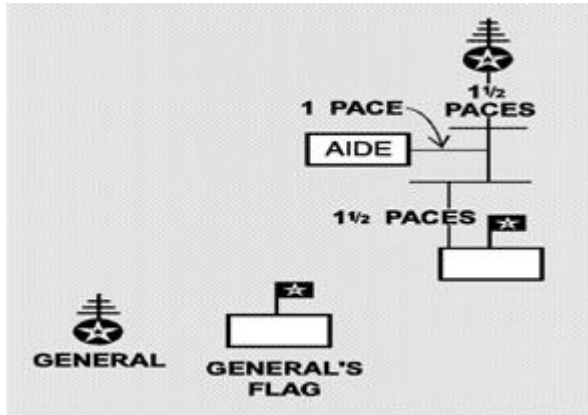 1½
PACES
1 PACE
AIDE
1½ PACES
GENERAL
GENERAL'S
FLAG